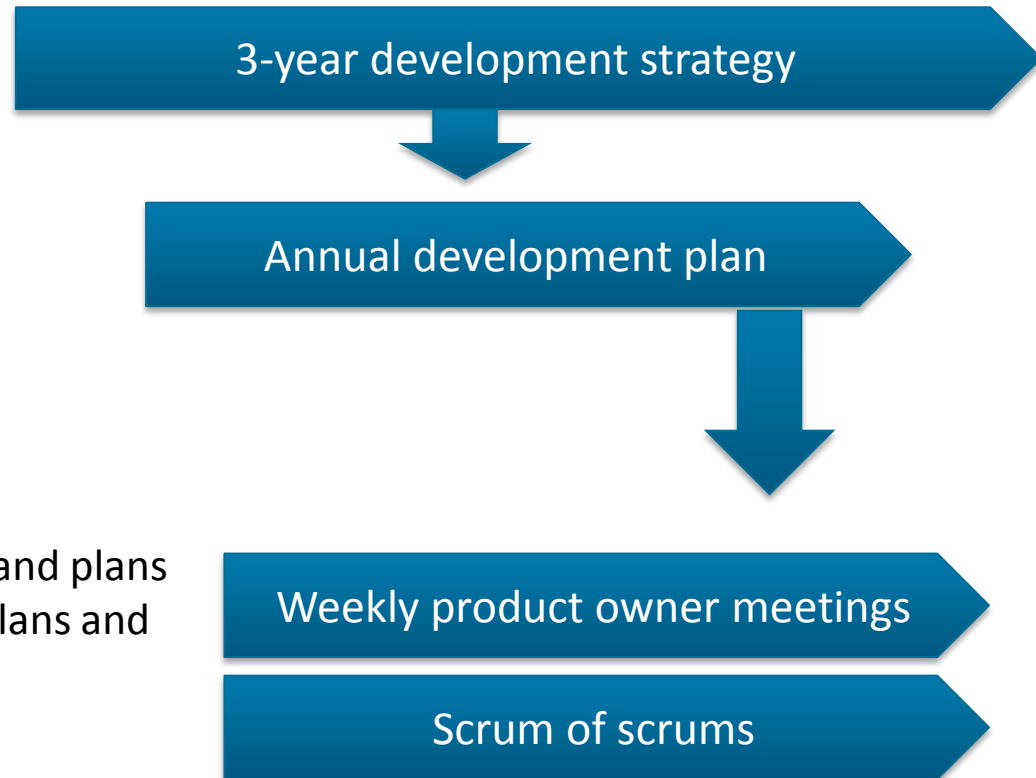 3-year development strategy
Annual development plan
and plans
lans and
Weekly product owner meetings
Scrum of scrums